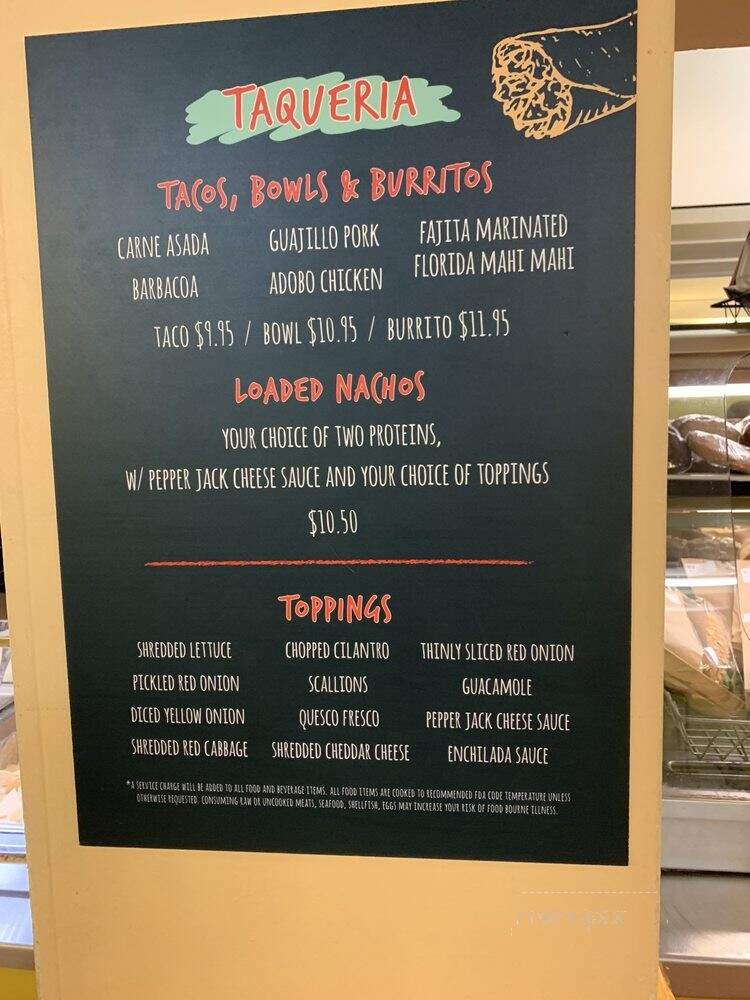 TAQUERIA
TACOS, BOWLS & BURRITOS
CARNE ASADA GUAJILLO PORK FAJITA MARINATED
FLORIDA MAHI MAHI
BARBACOA ADOBO CHICKEN
TACO $9.95 / BOWL $10.95 / BURRITO $11.95
LOADED NACHOS
YOUR CHOICE OF TWO PROTEINS,
W/ PEPPER JACK CHEESE SAUCE AND YOUR CHOICE OF TOPPINGS
$10.50
TOPPINGS
SHREDDED LETTUCE CHOPPED CILANTRO THINLY SLICED RED ONION
PICKLED RED ONION SCALLIONS GUACAMOLE
DICED YELLOW ONION QUESCO FRESCO PEPPER JACK CHEESE SAUCE
SHREDDED RED CABBAGE SHREDDED CHEDDAR CHEESE ENCHILADA SAUCE
*A SERVICE CHARGE WILL BE ADDED TO ALL FOOD AND BEVERAGE ITEMS. ALL FOOD ITEMS ARE COOKED TO RECOMMENDED FDA CODE TEMPERATURE UNLESS
OTHERWISE REQUESTED. CONSUMING RAW OR UNCOOKED MEATS, SEAFOOD, SHELLFISH, EGGS MAY INCREASE YOUR RISK OF FOOD BOURNE ILLNESS.